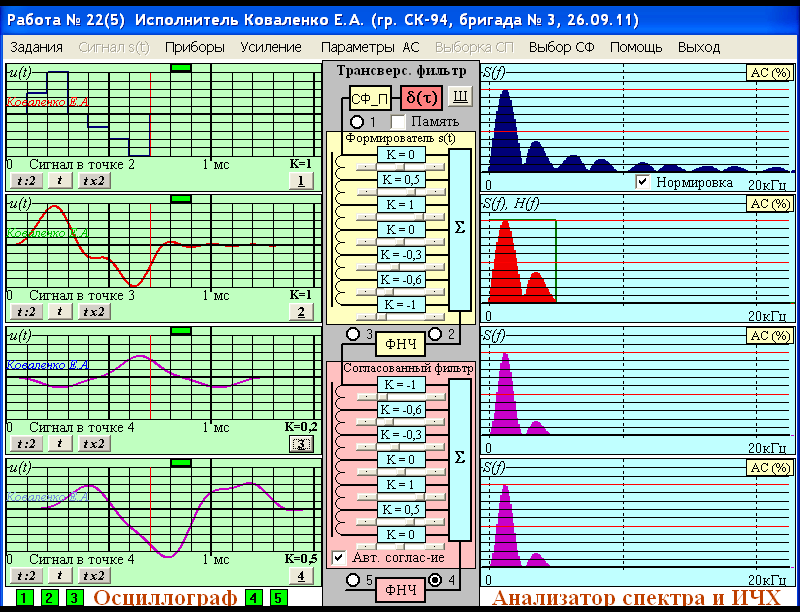 Работа № 22(5) Исполнитель Коваленко Е.А. (гр. СК-94, бригада № 3, 26.09.11)
Задания Сигнал s(t) Приборы Усиление Параметры АС Выборка СП Выбор СФ Помощь Выход
u(t)
Коваленко Е.А
0 Сигнал в точке 2 1 мс K=1
t:2 t tx2 1
u(t)
Коваленко Е.А
0 Сигнал в точке 3 1 мс K=1
t:2 t tx2 2
u(t)
Коваленко Е.А
0 Сигнал в точке 4 1 мс K=0,2
t:2 t tx2 3
u(t)
Коваленко Е.А
0 Сигнал в точке 4 1 мс K=0,5
t:2 t tx2 4
1 2 3 Осциллограф 4 5
Трансверс. фильтр
СФ_П δ(τ) Ш
1 Память
Формирователь s(t)
K = 0
K = 0,5
K = 1
K = 0
K = -0,3
K = -0,6
K = -1
Σ
3 ФНЧ 2
Согласованный фильтр
K = -1
K = -0,6
K = -0,3
K = 0
K = 1
K = 0,5
K = 0
Σ
Авт. соглас-ие
5 ФНЧ 4
S(f) АС (%)
0 Нормировка 20кГц
S(f), H(f) АС (%)
0 20кГц
S(f) АС (%)
0 20кГц
S(f) АС (%)
0 20кГц
Анализатор спектра и ИЧХ